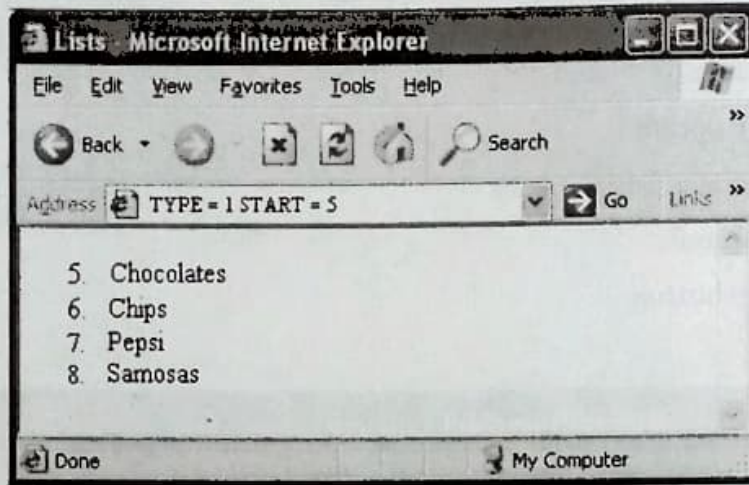 Lists - Microsoft Internet Explorer
File Edit View Favorites Tools Help
Back Search
Address TYPE = 1 START = 5 Go Links »
5. Chocolates
6. Chips
7. Pepsi
8. Samosas
Done My Computer